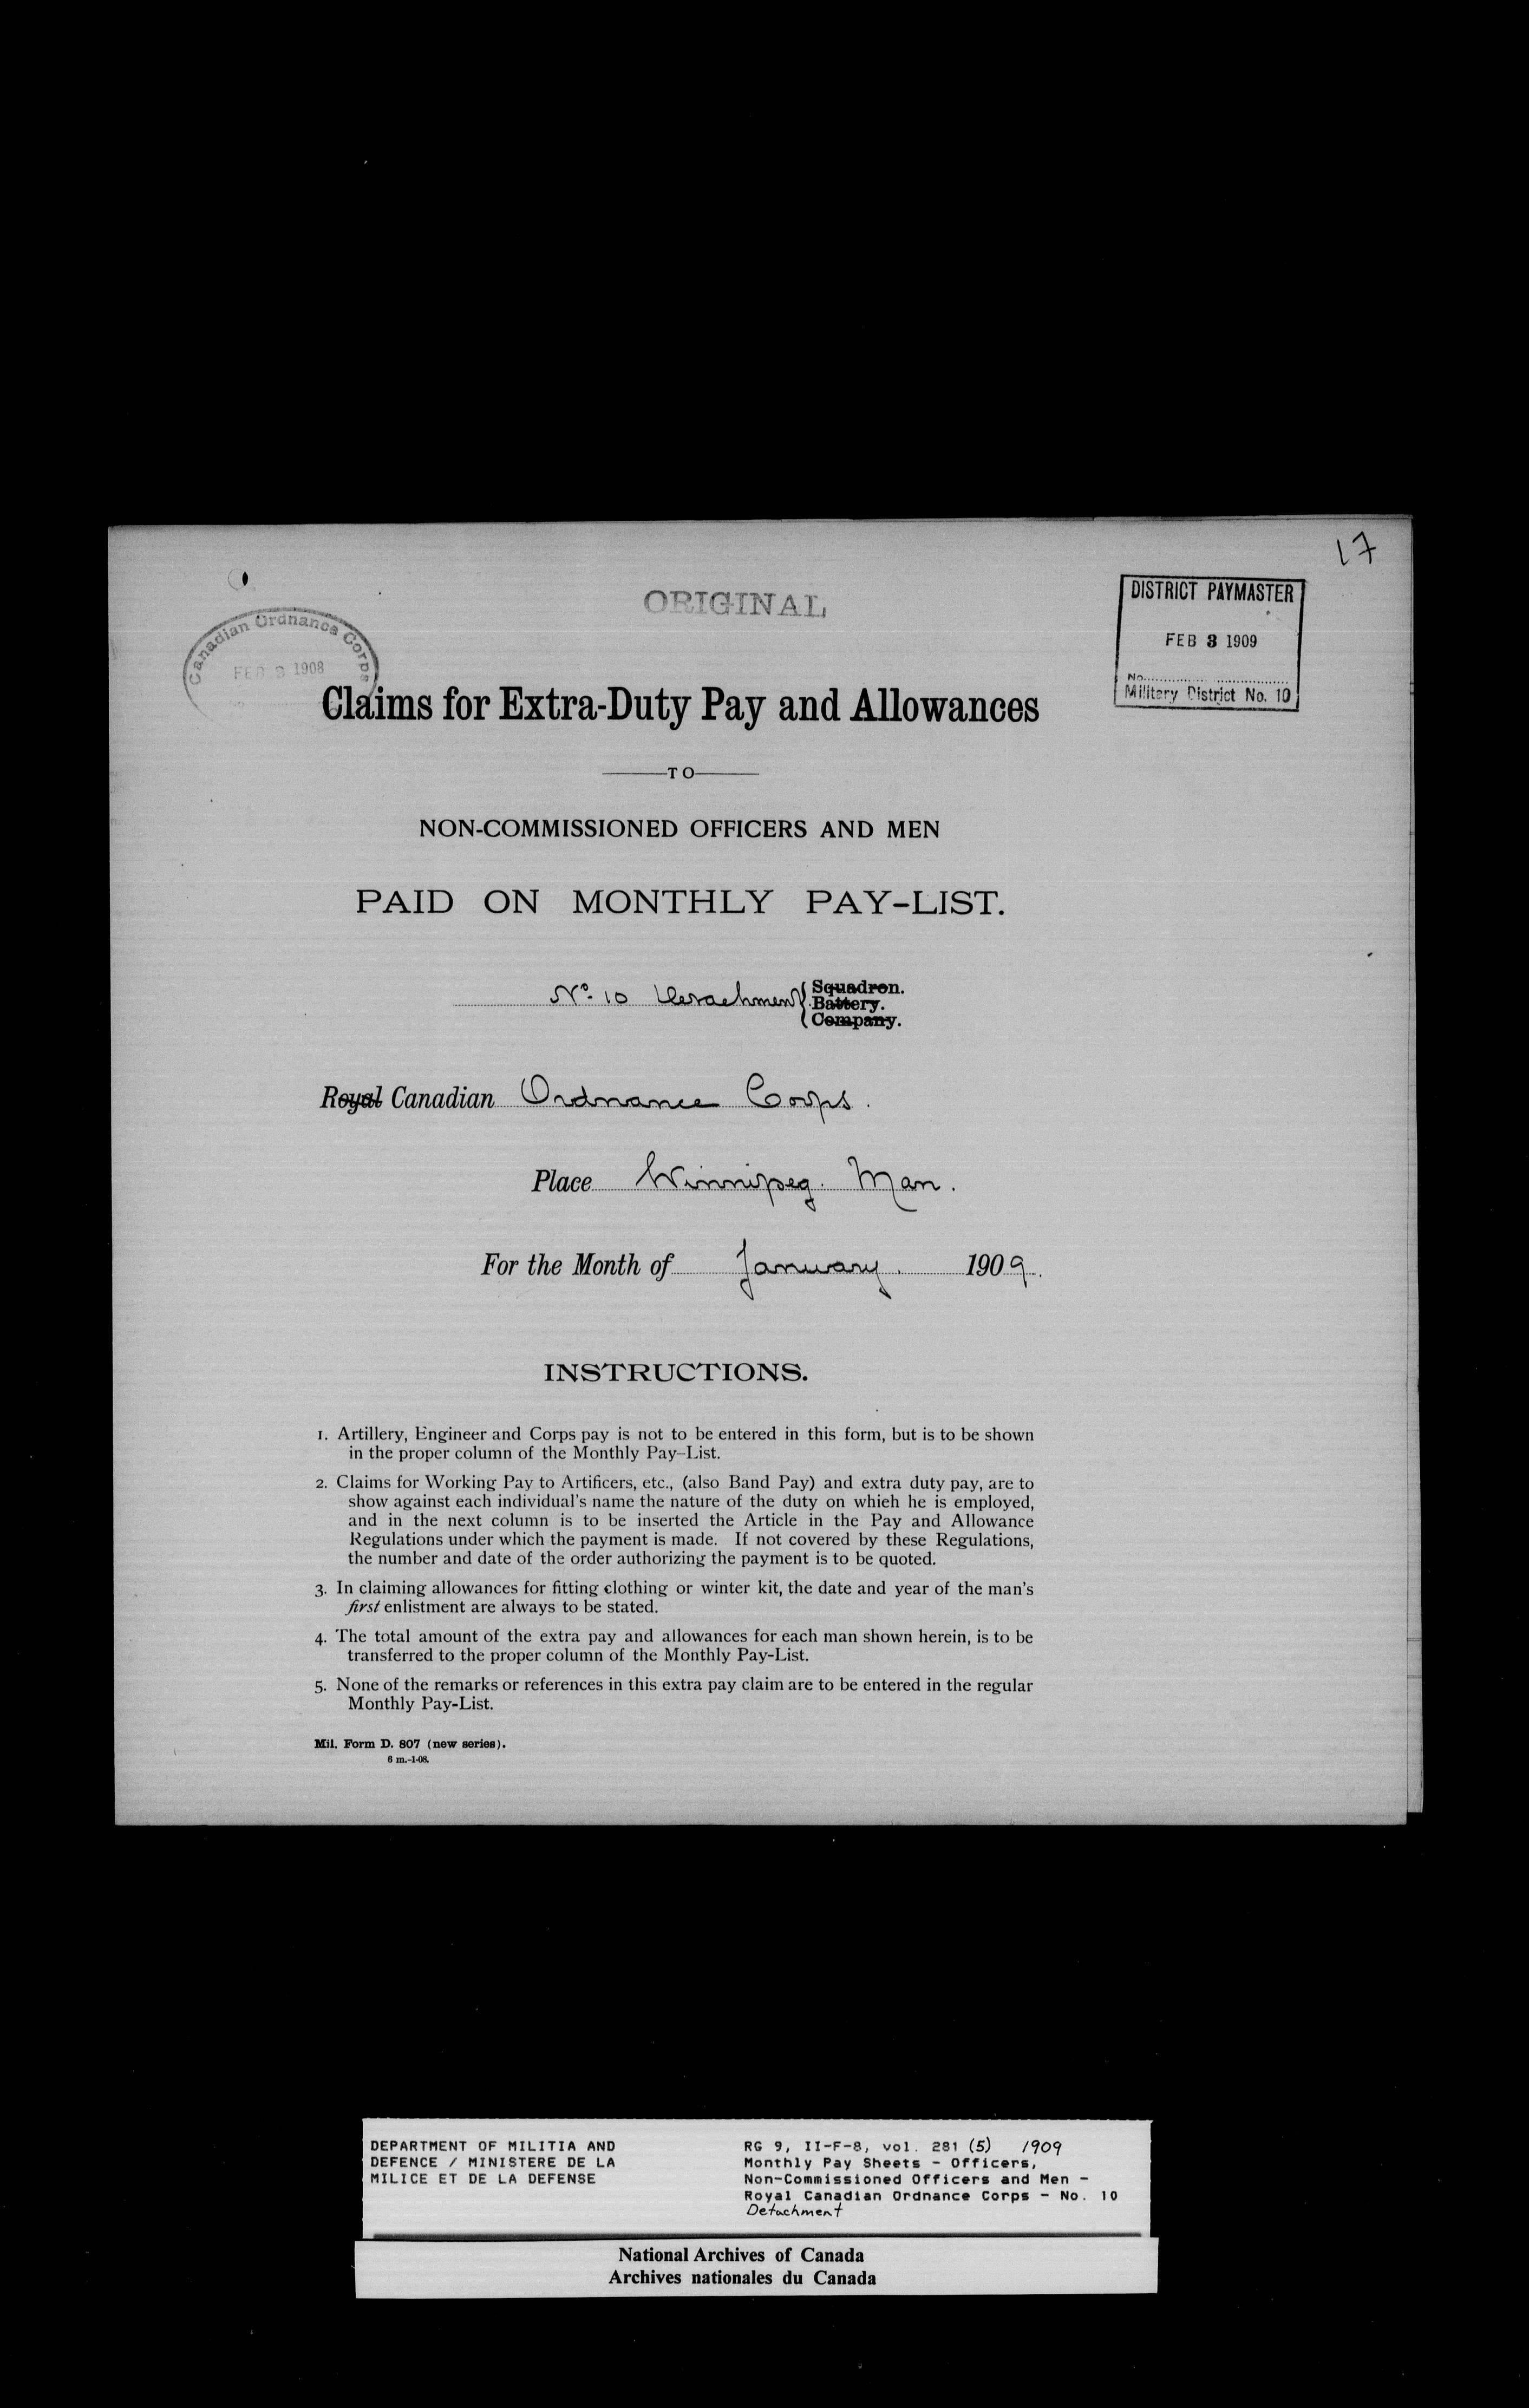 17
ORIGINAL
Canadian Ordnance Corps
FEB 3 1908
DISTRICT PAYMASTER
FEB 3 1909
No.
Military District No. 10
Claims for Extra-Duty Pay and Allowances
TO
NON-COMMISSIONED OFFICERS AND MEN
PAID ON MONTHLY PAY-LIST.
No. 10 Detachment
Squadron.
Battery.
Company.
Royal Canadian Ordnance Corps.
Place Winnipeg. Man.
For the Month of January. 1909.
INSTRUCTIONS.
1. Artillery, Engineer and Corps pay is not to be entered in this form, but is to be shown
in the proper column of the Monthly Pay-List.
2. Claims for Working Pay to Artificers, etc., (also Band Pay) and extra duty pay, are to
show against each individual's name the nature of the duty on whieh he is employed,
and in the next column is to be inserted the Article in the Pay and Allowance
Regulations under which the payment is made. If not covered by these Regulations,
the number and date of the order authorizing the payment is to be quoted.
3. In claiming allowances for fitting clothing or winter kit, the date and year of the man's
first enlistment are always to be stated.
4. The total amount of the extra pay and allowances for each man shown herein, is to be
transferred to the proper column of the Monthly Pay-List.
5. None of the remarks or references in this extra pay claim are to be entered in the regular
Monthly Pay-List.
Mil. Form D. 807 (new series).
6 m.-1-08.
DEPARTMENT OF MILITIA AND
DEFENCE / MINISTERE DE LA
MILICE ET DE LA DEFENSE
RG 9, II-F-8, vol. 281 (5) 1909
Monthly Pay Sheets - Officers,
Non-Commissioned Officers and Men -
Royal Canadian Ordnance Corps - No. 10
Detachment
National Archives of Canada
Archives nationales du Canada